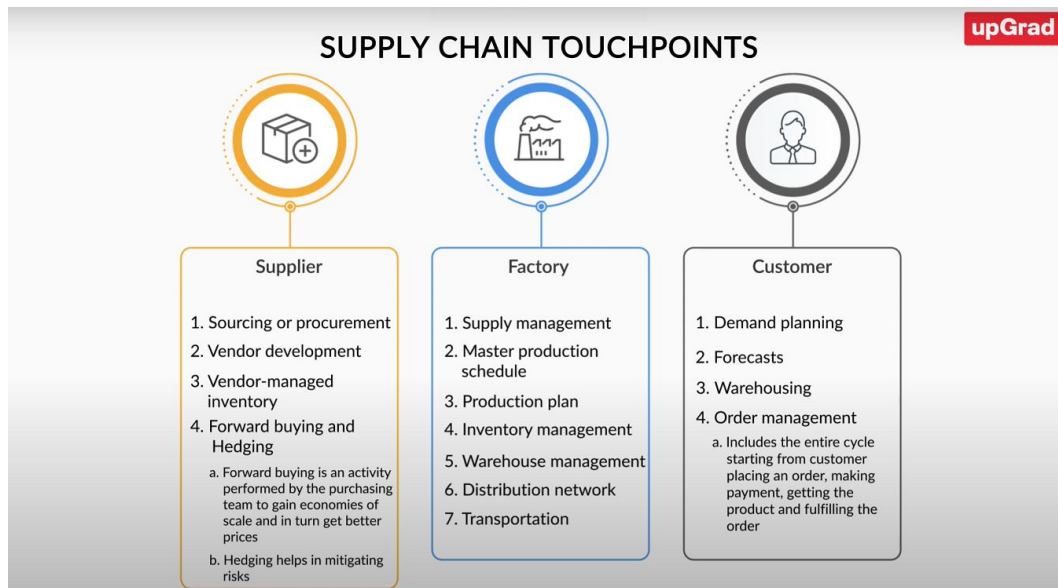 upGrad
SUPPLY CHAIN TOUCHPOINTS
Supplier
1. Sourcing or procurement
2. Vendor development
3. Vendor-managed
inventory
4. Forward buying and
Hedging
a. Forward buying is an activity
performed by the purchasing
team to gain economies of
scale and in turn get better
prices
b. Hedging helps in mitigating
risks
Factory
1. Supply management
2. Master production
schedule
3. Production plan
4. Inventory management
5. Warehouse management
6. Distribution network
7. Transportation
Customer
1. Demand planning
2. Forecasts
3. Warehousing
4. Order management
a. Includes the entire cycle
starting from customer
placing an order, making
payment, getting the
product and fulfilling the
order